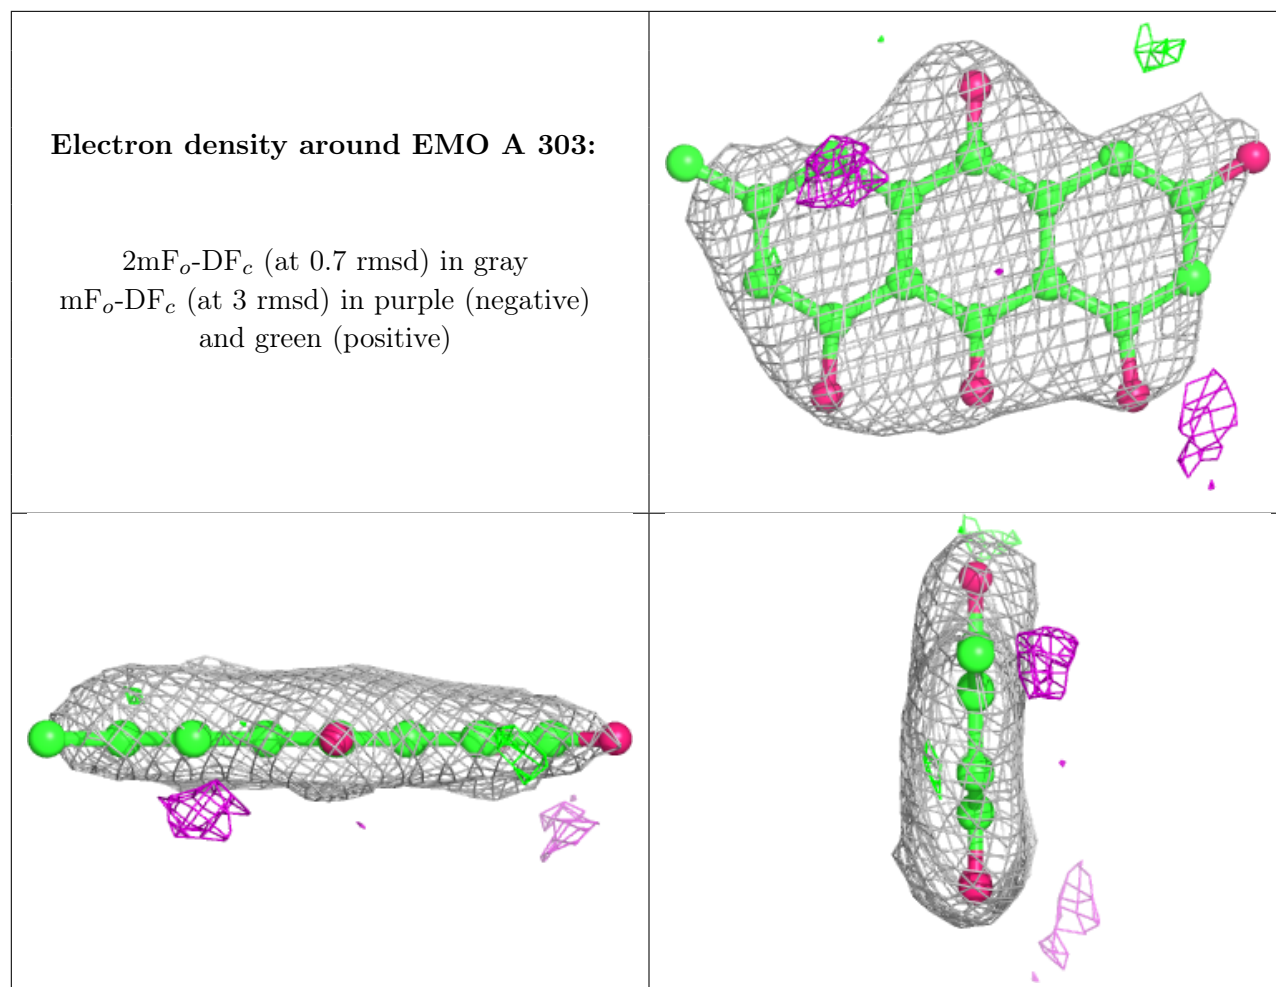 Electron density around EMO A 303:
2mFₒ-DF𝒸 (at 0.7 rmsd) in gray
mFₒ-DF𝒸 (at 3 rmsd) in purple (negative)
and green (positive)